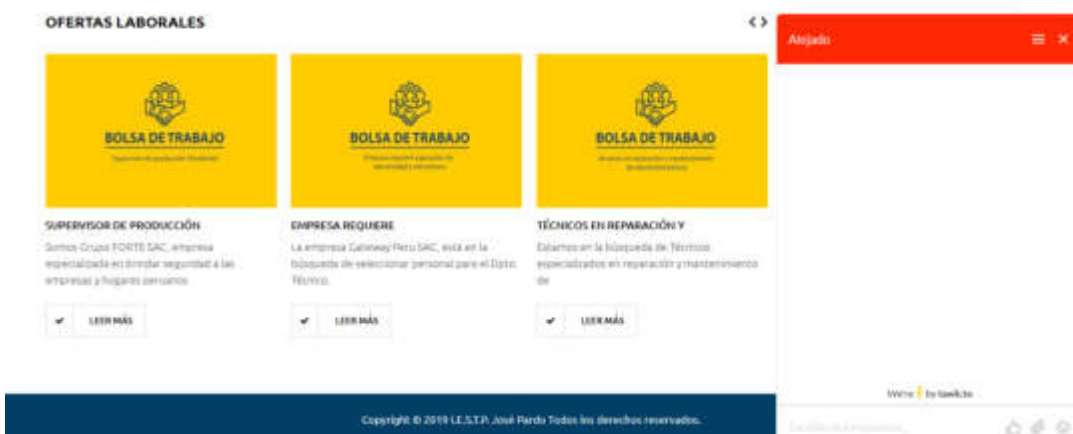 OFERTAS LABORALES
Alejado
BOLSA DE TRABAJO
BOLSA DE TRABAJO
BOLSA DE TRABAJO
SUPERVISOR DE PRODUCCIÓN
Somos Grupo FORTE SAC, empresa
especializada en brindar seguridad a las
empresas y hogares peruanos
LEER MÁS
EMPRESA REQUIERE
La empresa Gateway Peru SAC, está en la
búsqueda de seleccionar personal para el Dpto.
Técnico.
LEER MÁS
TÉCNICOS EN REPARACIÓN Y
Estamos en la búsqueda de Técnicos
especializados en reparación y mantenimiento
de
LEER MÁS
We're by tawk.to
Copyright © 2019 I.E.S.T.P. José Pardo Todos los derechos reservados.